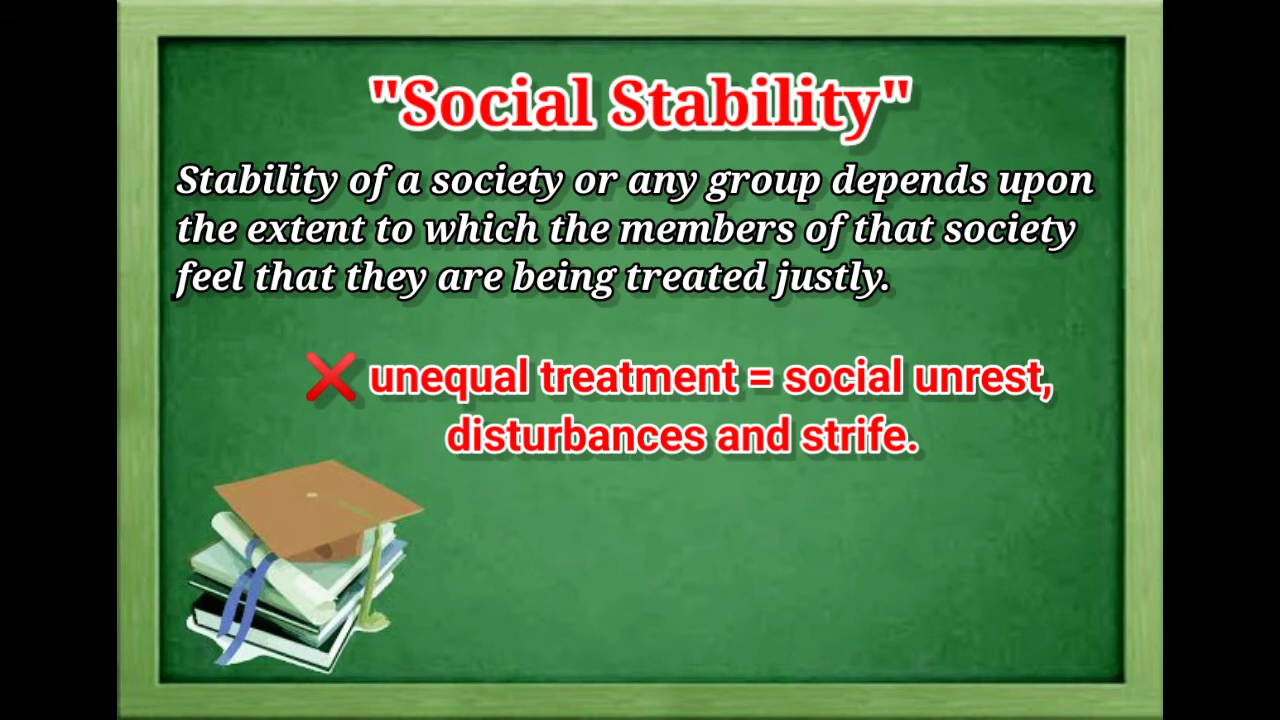 "Social Stability"
Stability of a society or any group depends upon
the extent to which the members of that society
feel that they are being treated justly.
❌ unequal treatment = social unrest,
disturbances and strife.